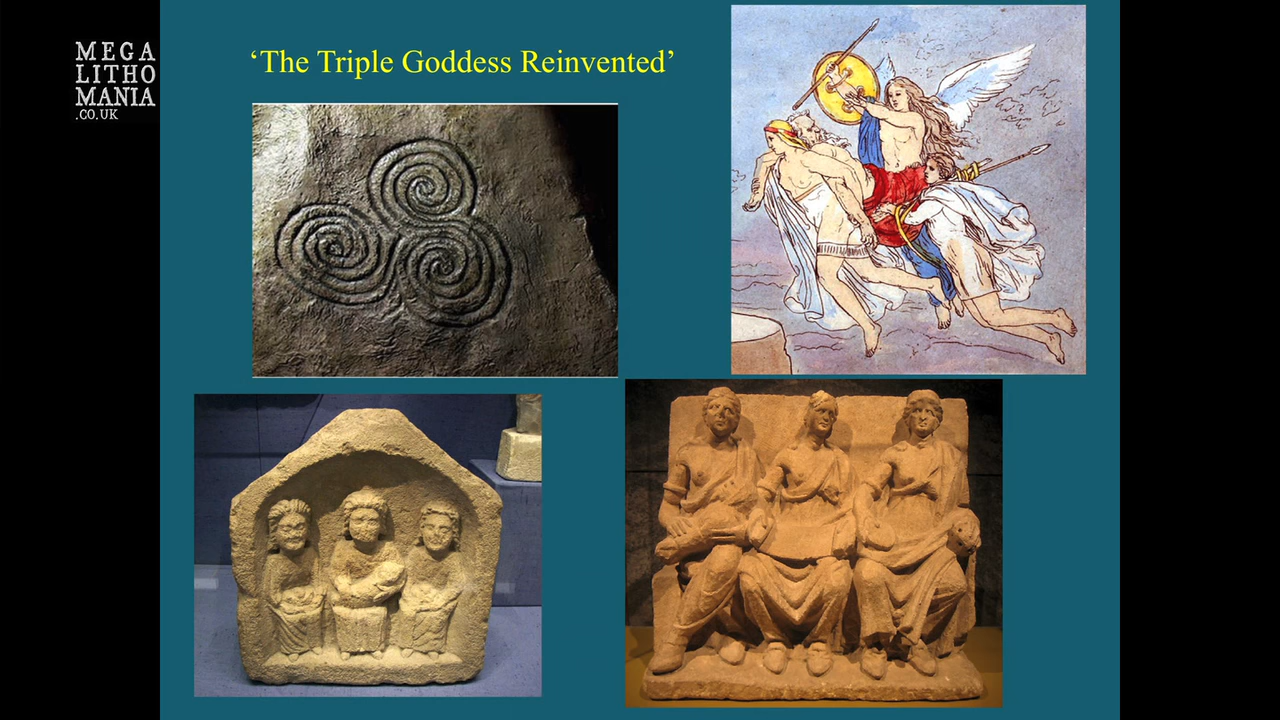 MEGA
LITHO
MANIA
.CO.UK
‘The Triple Goddess Reinvented’